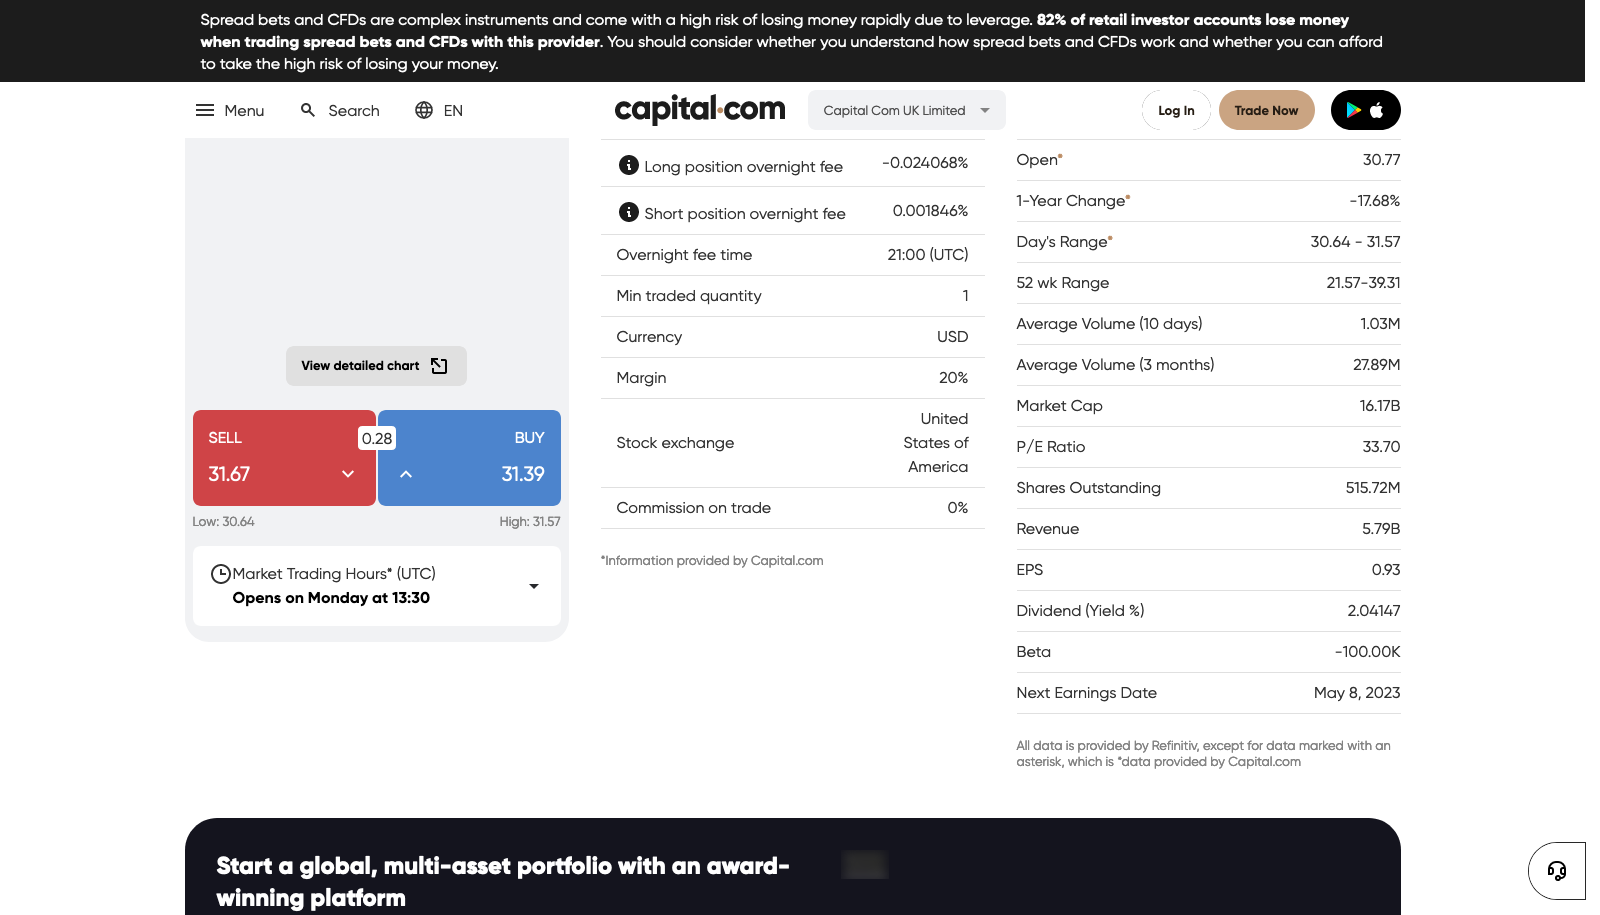 Spread bets and CFDs are complex instruments and come with a high risk of losing money rapidly due to leverage. 82% of retail investor accounts lose money
when trading spread bets and CFDs with this provider. You should consider whether you understand how spread bets and CFDs work and whether you can afford
to take the high risk of losing your money.
Menu
Search
EN
capital.com
Capital Com UK Limited
Log In
Trade Now
View detailed chart
SELL
0.28
BUY
31.67
31.39
Low: 30.64
High: 31.57
Market Trading Hours* (UTC)
Opens on Monday at 13:30
Long position overnight fee -0.024068%
Short position overnight fee 0.001846%
Overnight fee time 21:00 (UTC)
Min traded quantity 1
Currency USD
Margin 20%
Stock exchange
United
States of
America
Commission on trade 0%
*Information provided by Capital.com
Open* 30.77
1-Year Change* -17.68%
Day's Range* 30.64 - 31.57
52 wk Range 21.57-39.31
Average Volume (10 days) 1.03M
Average Volume (3 months) 27.89M
Market Cap 16.17B
P/E Ratio 33.70
Shares Outstanding 515.72M
Revenue 5.79B
EPS 0.93
Dividend (Yield %) 2.04147
Beta -100.00K
Next Earnings Date May 8, 2023
All data is provided by Refinitiv, except for data marked with an
asterisk, which is *data provided by Capital.com
Start a global, multi-asset portfolio with an award-
winning platform